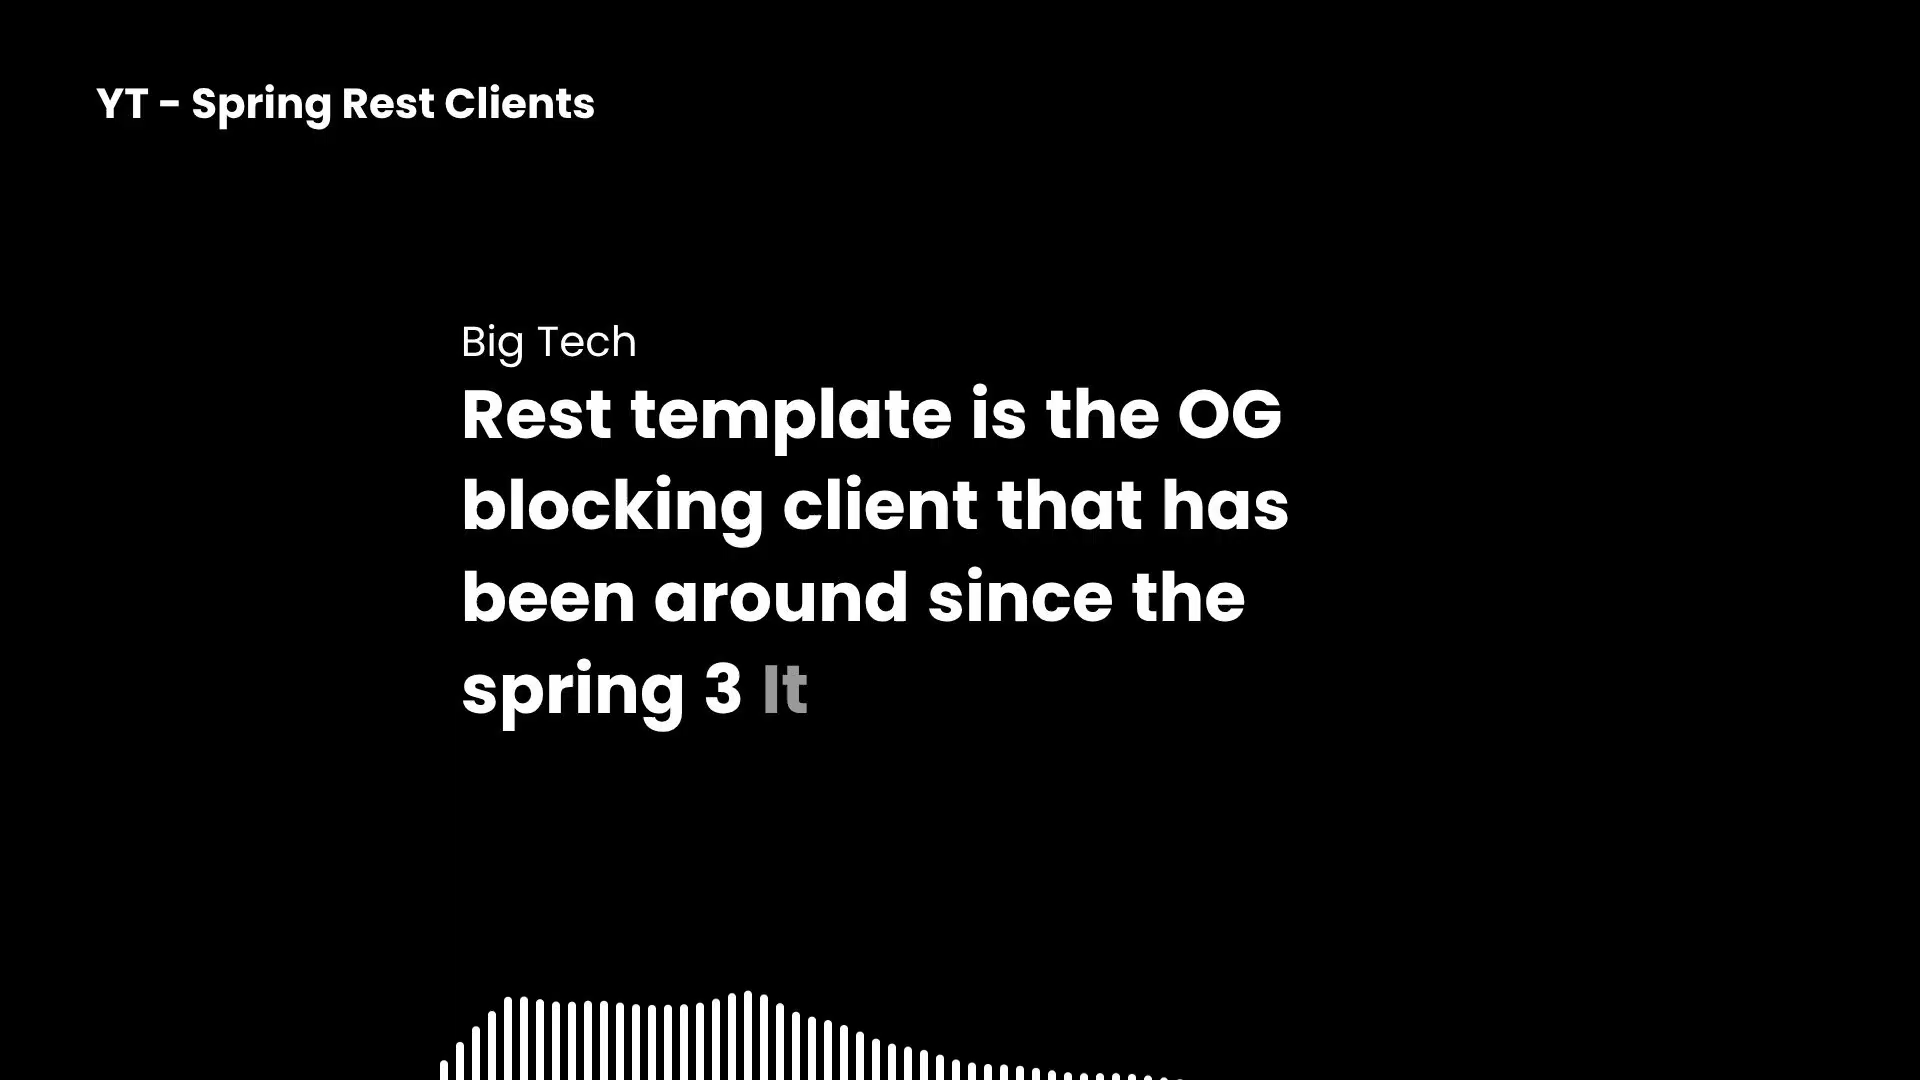 YT - Spring Rest Clients
Big Tech
Rest template is the OG
blocking client that has
been around since the
spring 3 It